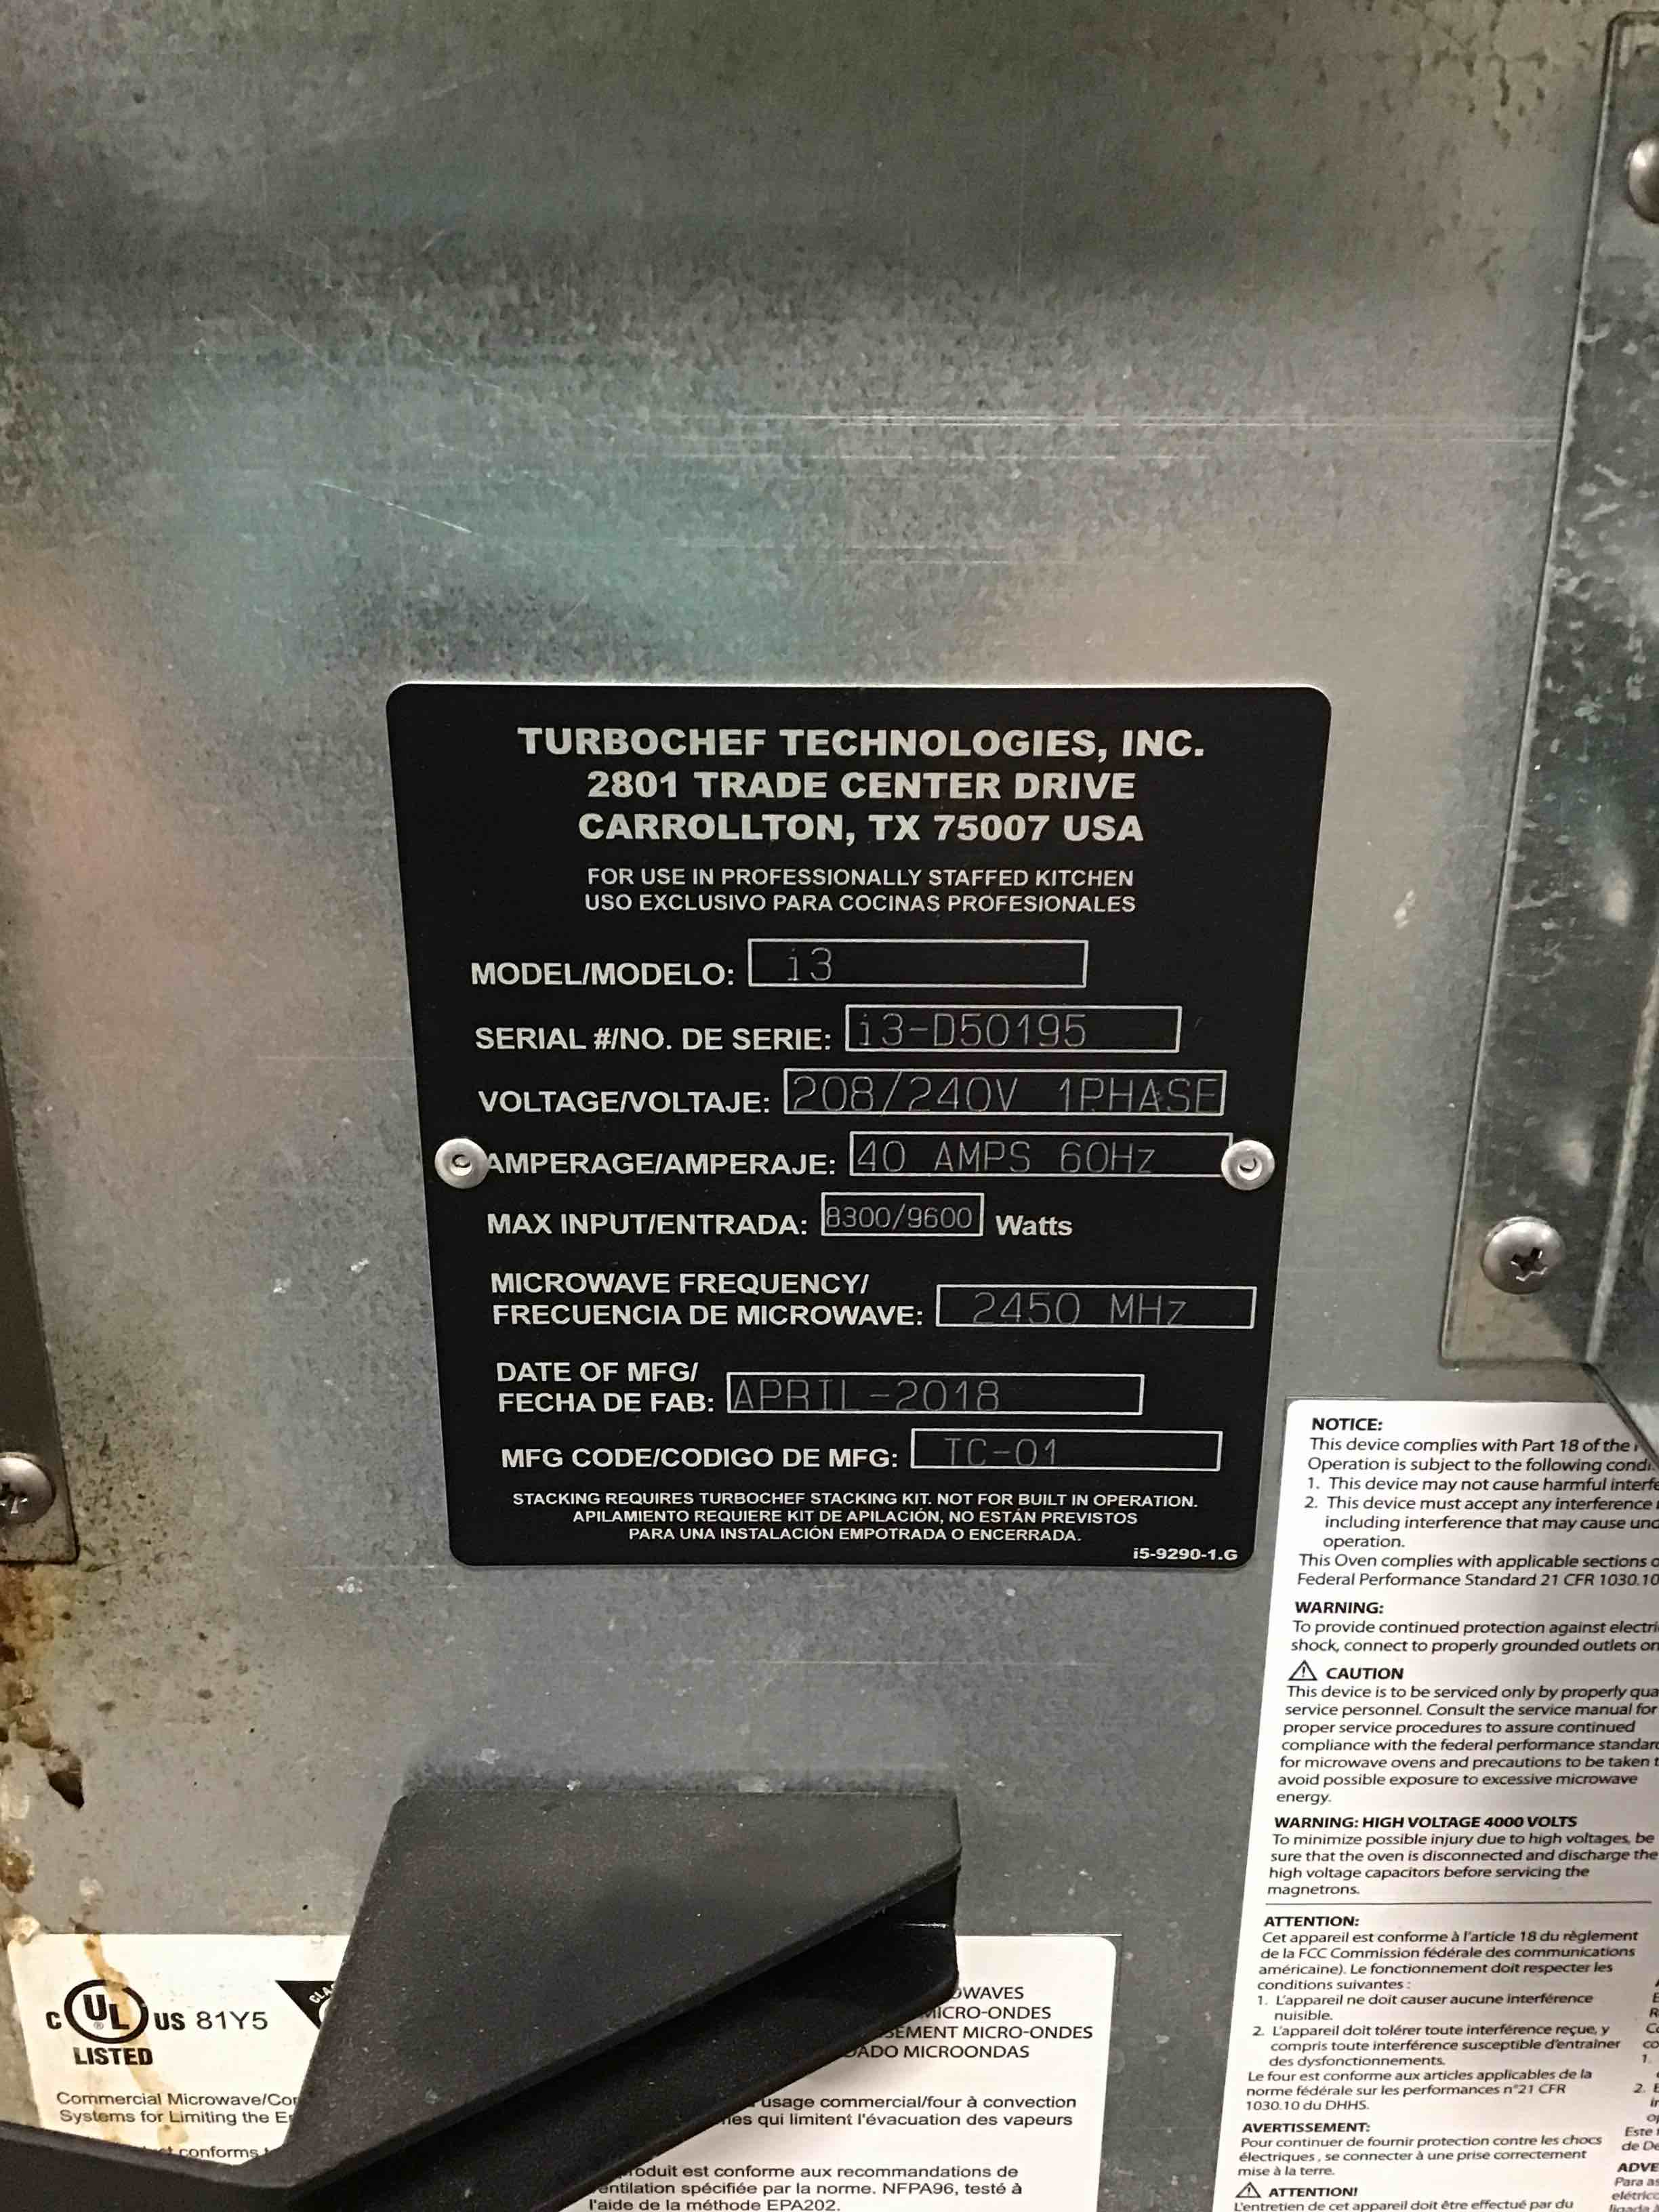 TURBOCHEF TECHNOLOGIES, INC.
2801 TRADE CENTER DRIVE
CARROLLTON, TX 75007 USA
FOR USE IN PROFESSIONALLY STAFFED KITCHEN
USO EXCLUSIVO PARA COCINAS PROFESIONALES
MODEL/MODELO: i3
SERIAL #/NO. DE SERIE: i3-D50195
VOLTAGE/VOLTAJE: 208/240V 1PHASE
AMPERAGE/AMPERAJE: 40 AMPS 60Hz
MAX INPUT/ENTRADA: 8300/9600 Watts
MICROWAVE FREQUENCY/
FRECUENCIA DE MICROWAVE: 2450 MHz
DATE OF MFG/
FECHA DE FAB: APRIL-2018
MFG CODE/CODIGO DE MFG: TC-01
STACKING REQUIRES TURBOCHEF STACKING KIT. NOT FOR BUILT IN OPERATION.
APILAMIENTO REQUIERE KIT DE APILACIÓN, NO ESTÁN PREVISTOS
PARA UNA INSTALACIÓN EMPOTRADA O ENCERRADA.
i5-9290-1.G
NOTICE:
This device complies with Part 18 of the
Operation is subject to the following
1. This device may not cause harmful
2. This device must accept any interference
including interference that may cause
operation.
This Oven complies with applicable sections
Federal Performance Standard 21 CFR 1030.10
WARNING:
To provide continued protection against
shock, connect to properly grounded outlets
CAUTION
This device is to be serviced only by properly
service personnel. Consult the service manual for
proper service procedures to assure continued
compliance with the federal performance
for microwave ovens and precautions to be taken
avoid possible exposure to excessive microwave
energy.
WARNING: HIGH VOLTAGE 4000 VOLTS
To minimize possible injury due to high voltages, be
sure that the oven is disconnected and discharge the
high voltage capacitors before servicing the
magnetrons.
ATTENTION:
Cet appareil est conforme à l'article 18 du règlement
de la FCC Commission fédérale des communications
américaine). Le fonctionnement doit respecter les
conditions suivantes :
1. L'appareil ne doit causer aucune interférence
nuisible.
2. L'appareil doit tolérer toute interférence reçue, y
compris toute interférence susceptible d'entraîner
des dysfonctionnements.
Le four est conforme aux articles applicables de la
norme fédérale sur les performances n°21 CFR
1030.10 du DHHS.
AVERTISSEMENT:
Pour continuer de fournir protection contre les chocs
électriques, se connecter à une prise correctement
mise à la terre.
ATTENTION!
L'entretien de cet appareil doit être effectué par du
C UL US 81Y5
LISTED
Commercial
Systems for Limiting the
conforms
MICRO-ONDES
MICROONDAS
usage commercial/four à convection
qui limitent l'évacuation des vapeurs
est conforme aux recommandations de
spécifiée par la norme. NFPA96, testé à
l'aide de la méthode EPA202.